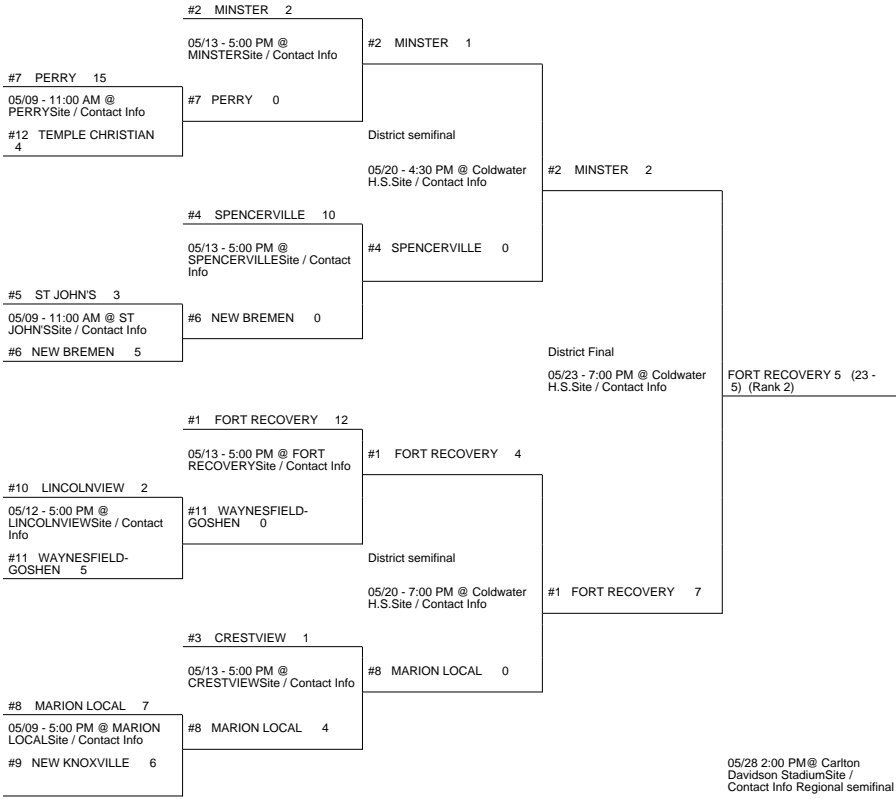 #2 MINSTER 2
05/13 - 5:00 PM @
MINSTERSite / Contact Info
#2 MINSTER 1
#7 PERRY 15
05/09 - 11:00 AM @
PERRYSite / Contact Info
#7 PERRY 0
#12 TEMPLE CHRISTIAN
4
District semifinal
05/20 - 4:30 PM @ Coldwater
H.S.Site / Contact Info
#2 MINSTER 2
#4 SPENCERVILLE 10
05/13 - 5:00 PM @
SPENCERVILLESite / Contact
Info
#4 SPENCERVILLE 0
#5 ST JOHN'S 3
05/09 - 11:00 AM @ ST
JOHN'SSite / Contact Info
#6 NEW BREMEN 0
#6 NEW BREMEN 5
District Final
05/23 - 7:00 PM @ Coldwater
H.S.Site / Contact Info
FORT RECOVERY 5 (23 -
5) (Rank 2)
#1 FORT RECOVERY 12
05/13 - 5:00 PM @ FORT
RECOVERYSite / Contact Info
#1 FORT RECOVERY 4
#10 LINCOLNVIEW 2
05/12 - 5:00 PM @
LINCOLNVIEWSite / Contact
Info
#11 WAYNESFIELD-
GOSHEN 0
#11 WAYNESFIELD-
GOSHEN 5
District semifinal
05/20 - 7:00 PM @ Coldwater
H.S.Site / Contact Info
#1 FORT RECOVERY 7
#3 CRESTVIEW 1
05/13 - 5:00 PM @
CRESTVIEWSite / Contact Info
#8 MARION LOCAL 0
#8 MARION LOCAL 7
05/09 - 5:00 PM @ MARION
LOCALSite / Contact Info
#8 MARION LOCAL 4
#9 NEW KNOXVILLE 6
05/28 2:00 PM@ Carlton
Davidson StadiumSite /
Contact Info Regional semifinal